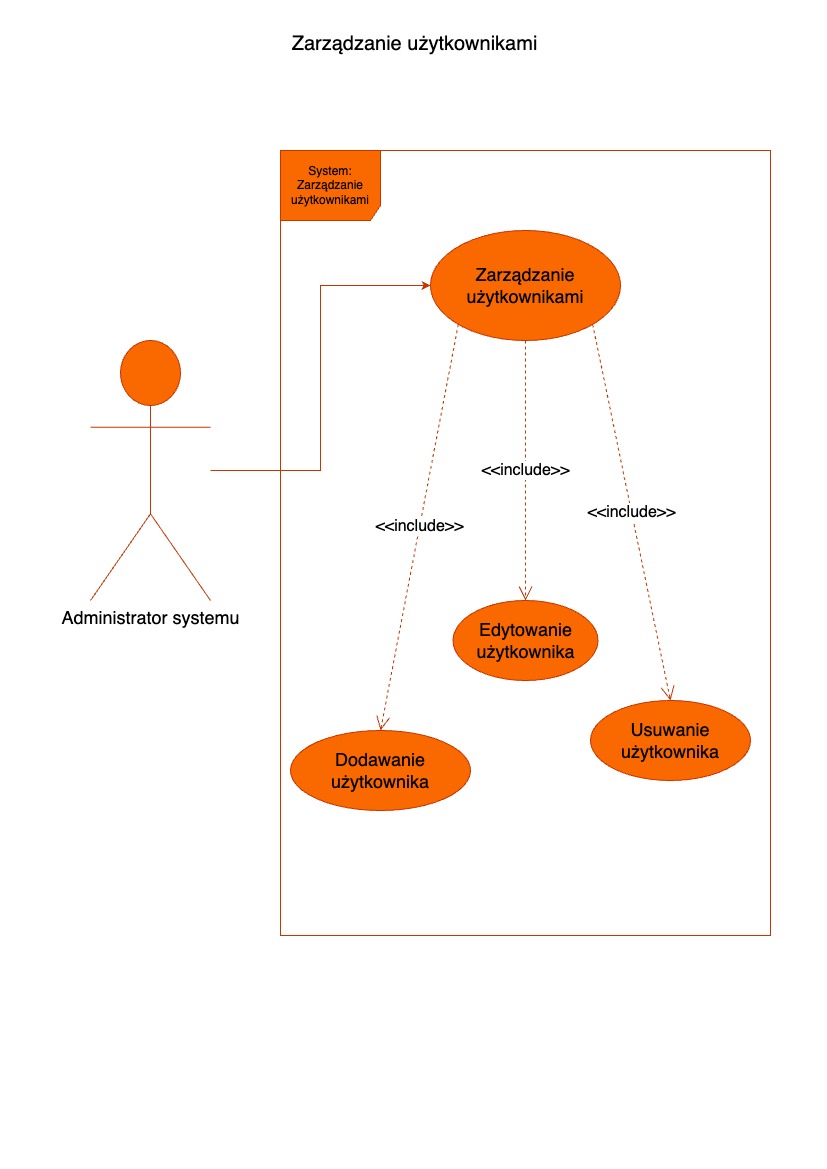 Zarządzanie użytkownikami
System:
Zarządzanie
użytkownikami
Zarządzanie
użytkownikami
<<include>>
<<include>>
<<include>>
Administrator systemu
Edytowanie
użytkownika
Usuwanie
użytkownika
Dodawanie
użytkownika